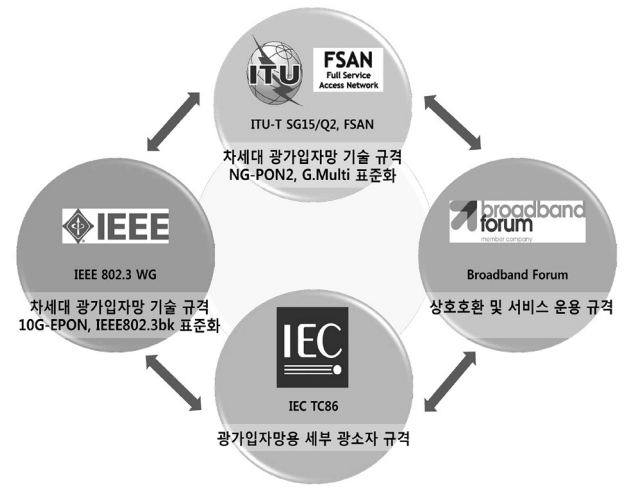 ITU
FSAN
Full Service
Access Network
ITU-T SG15/Q2, FSAN
차세대 광가입자망 기술 규격
NG-PON2, G.Multi 표준화
IEEE
IEEE 802.3 WG
차세대 광가입자망 기술 규격
10G-EPON, IEEE802.3bk 표준화
broadband
forum
member company
Broadband Forum
상호호환 및 서비스 운용 규격
IEC
IEC TC86
광가입자망용 세부 광소자 규격